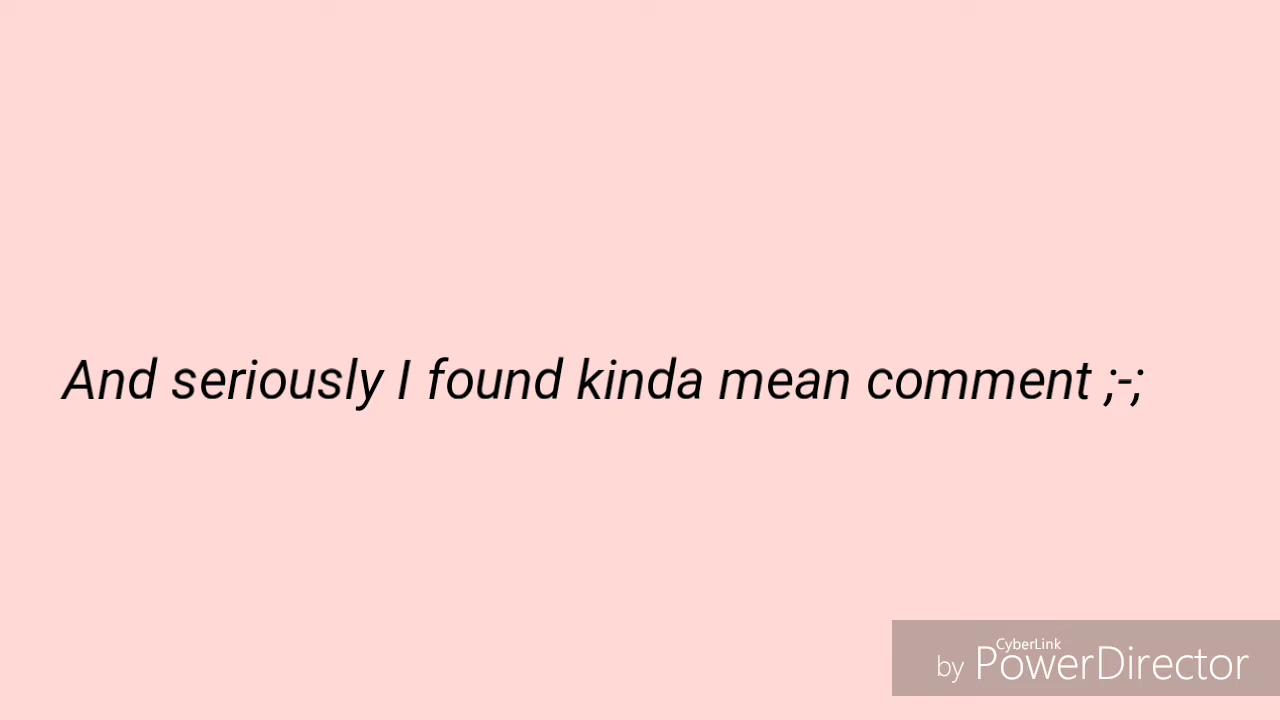 And seriously I found kinda mean comment ;-;
CyberLink
by PowerDirector